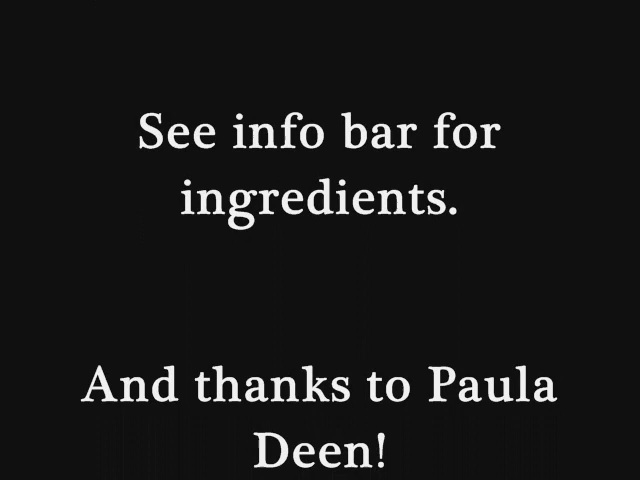 See info bar for
ingredients.
And thanks to Paula
Deen!